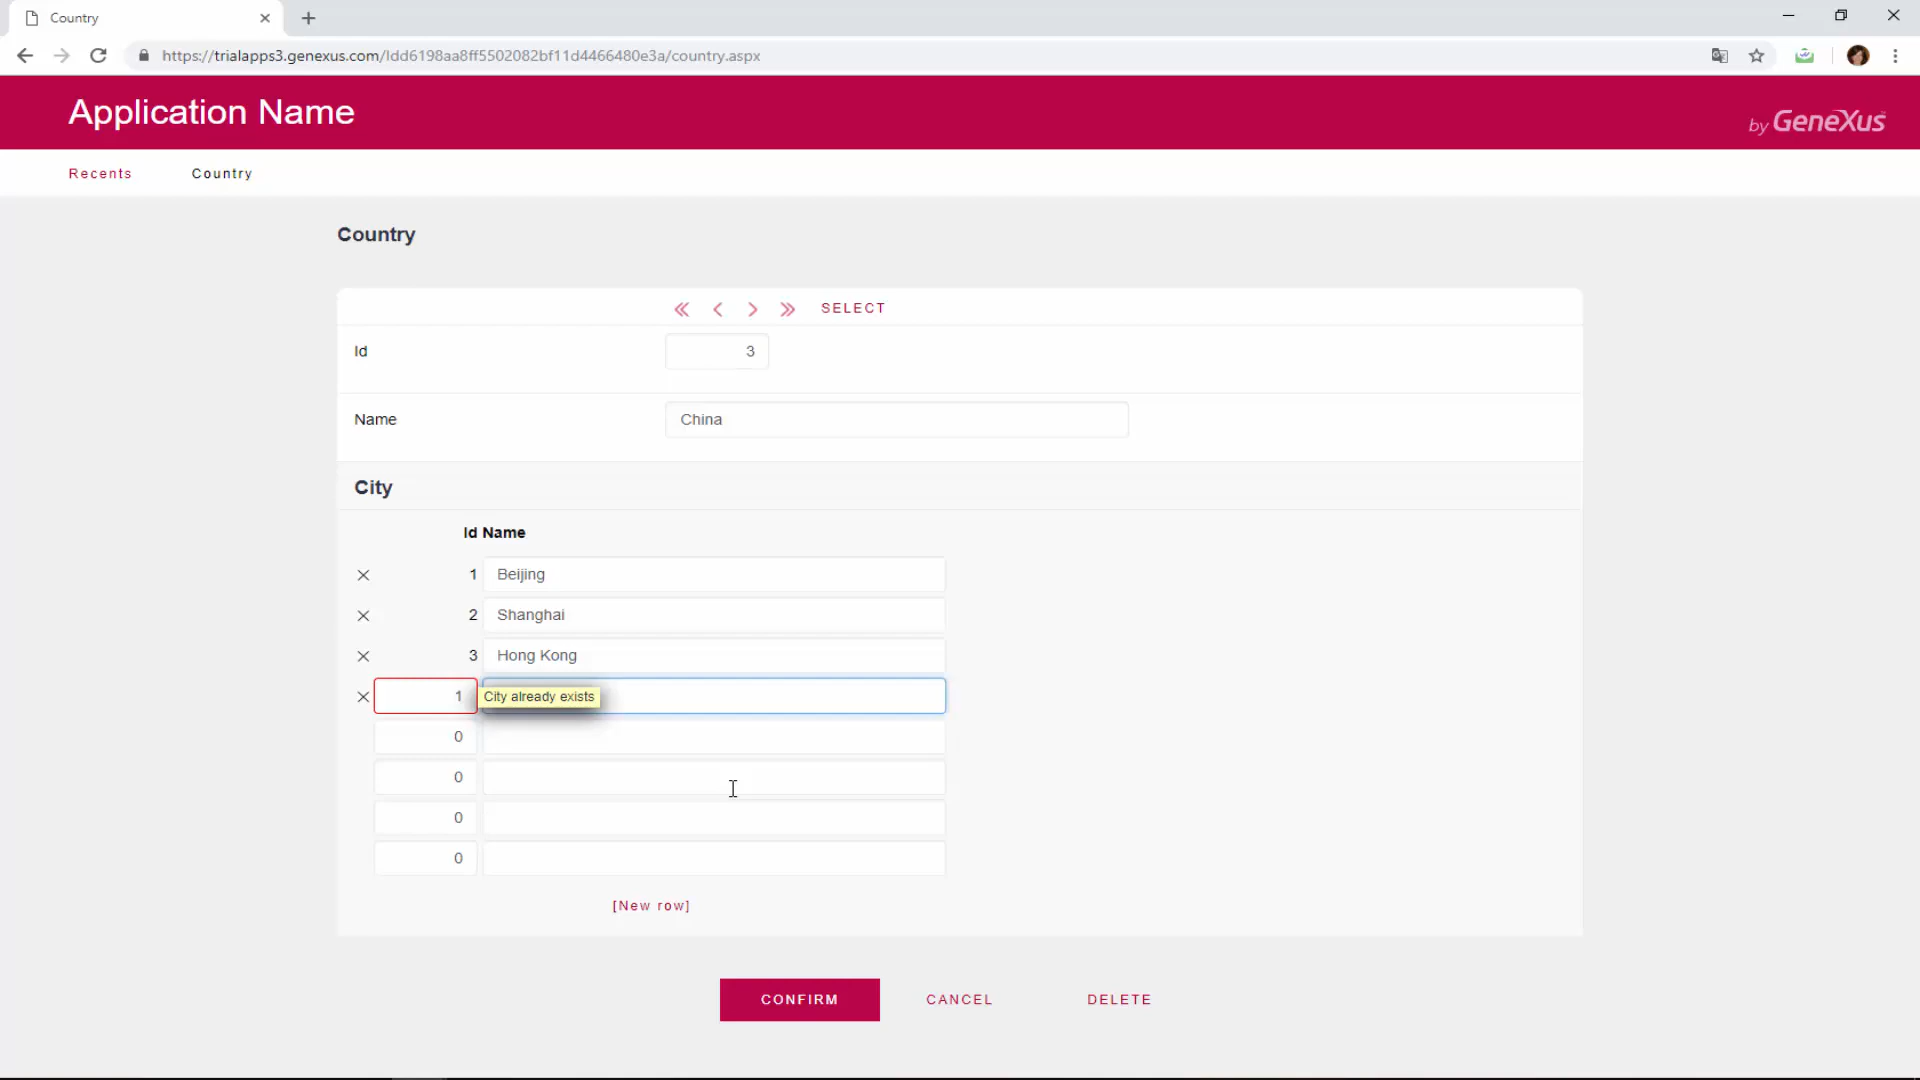 Country
https://trialapps3.genexus.com/Idd6198aa8ff5502082bf11d4466480e3a/country.aspx
Application Name
by GeneXus
Recents Country
Country
SELECT
Id 3
Name China
City
Id Name
1 Beijing
2 Shanghai
3 Hong Kong
1 City already exists
0
0
0
0
[New row]
CONFIRM CANCEL DELETE